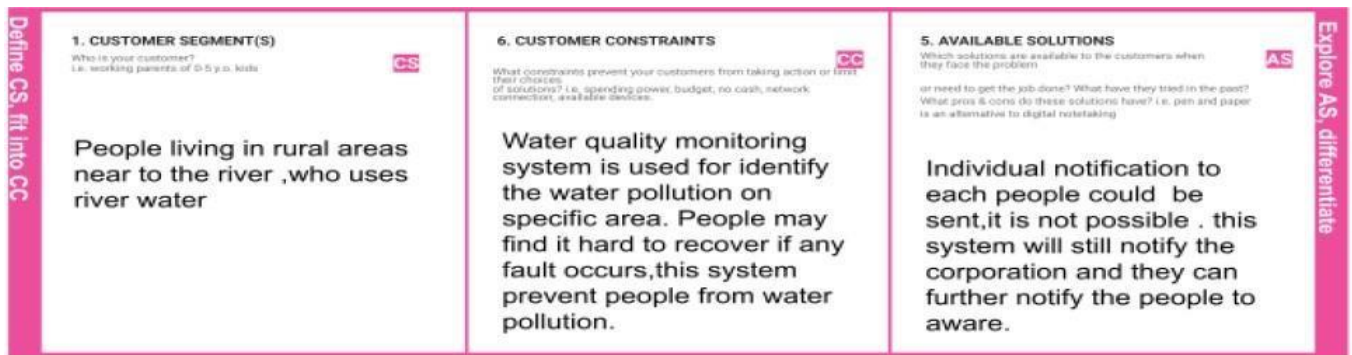 Define CS, fit into CC
1. CUSTOMER SEGMENT(S)
Who is your customer?
i.e. working parents of 0-5 y.o. kids
CS
People living in rural areas
near to the river ,who uses
river water
6. CUSTOMER CONSTRAINTS
CC
What constraints prevent your customers from taking action or limit
their choices
of solutions? i.e, spending power, budget, no cash, network
connection, available devices.
Water quality monitoring
system is used for identify
the water pollution on
specific area. People may
find it hard to recover if any
fault occurs,this system
prevent people from water
pollution.
5. AVAILABLE SOLUTIONS
Which solutions are available to the customers when
they face the problem
AS
or need to get the job done? What have they tried in the past?
What pros & cons do these solutions have? i.e. pen and paper
is an alternative to digital notetaking
Individual notification to
each people could be
sent,it is not possible . this
system will still notify the
corporation and they can
further notify the people to
aware.
Explore AS, differentiate